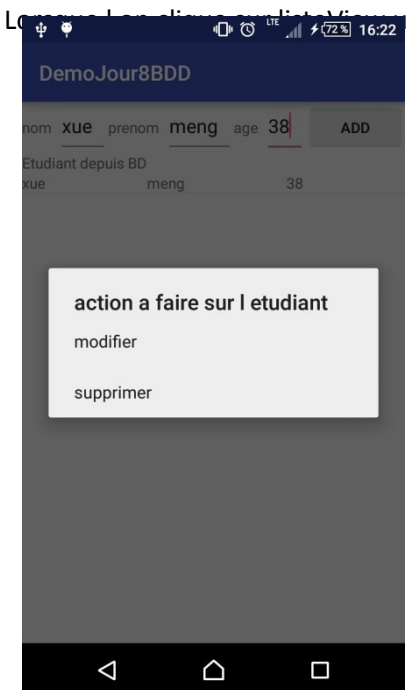 72% 16:22
DemoJour8BDD
nom xue prenom meng age 38 ADD
Etudiant depuis BD
xue meng 38
action a faire sur l etudiant
modifier
supprimer